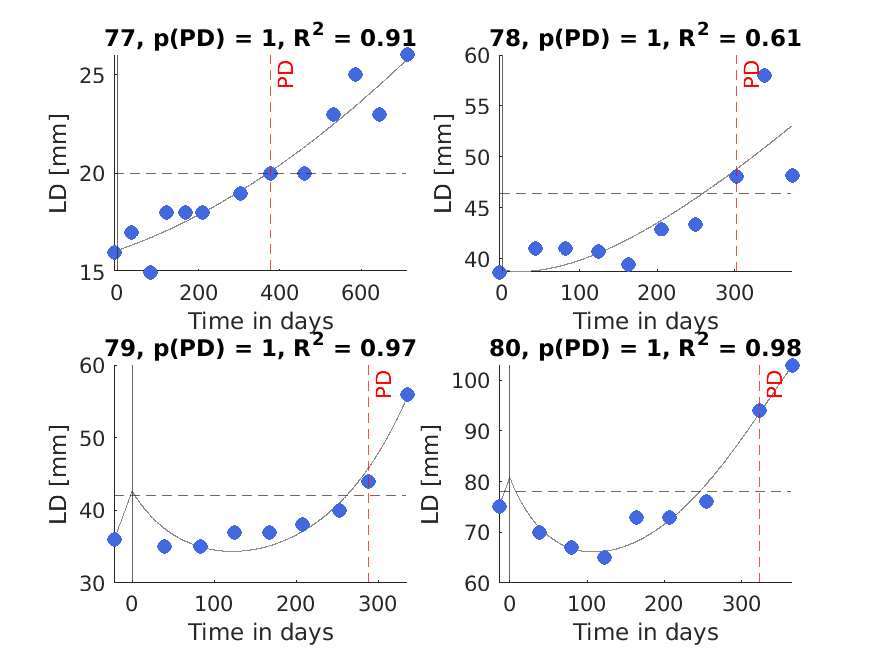 77, p(PD) = 1, R² = 0.91
25
20
15
LD [mm]
PD
0 200 400 600
Time in days
78, p(PD) = 1, R² = 0.61
60
55
50
45
40
LD [mm]
PD
0 100 200 300
Time in days
79, p(PD) = 1, R² = 0.97
60
50
40
30
LD [mm]
PD
0 100 200 300
Time in days
80, p(PD) = 1, R² = 0.98
100
90
80
70
60
LD [mm]
PD
0 100 200 300
Time in days